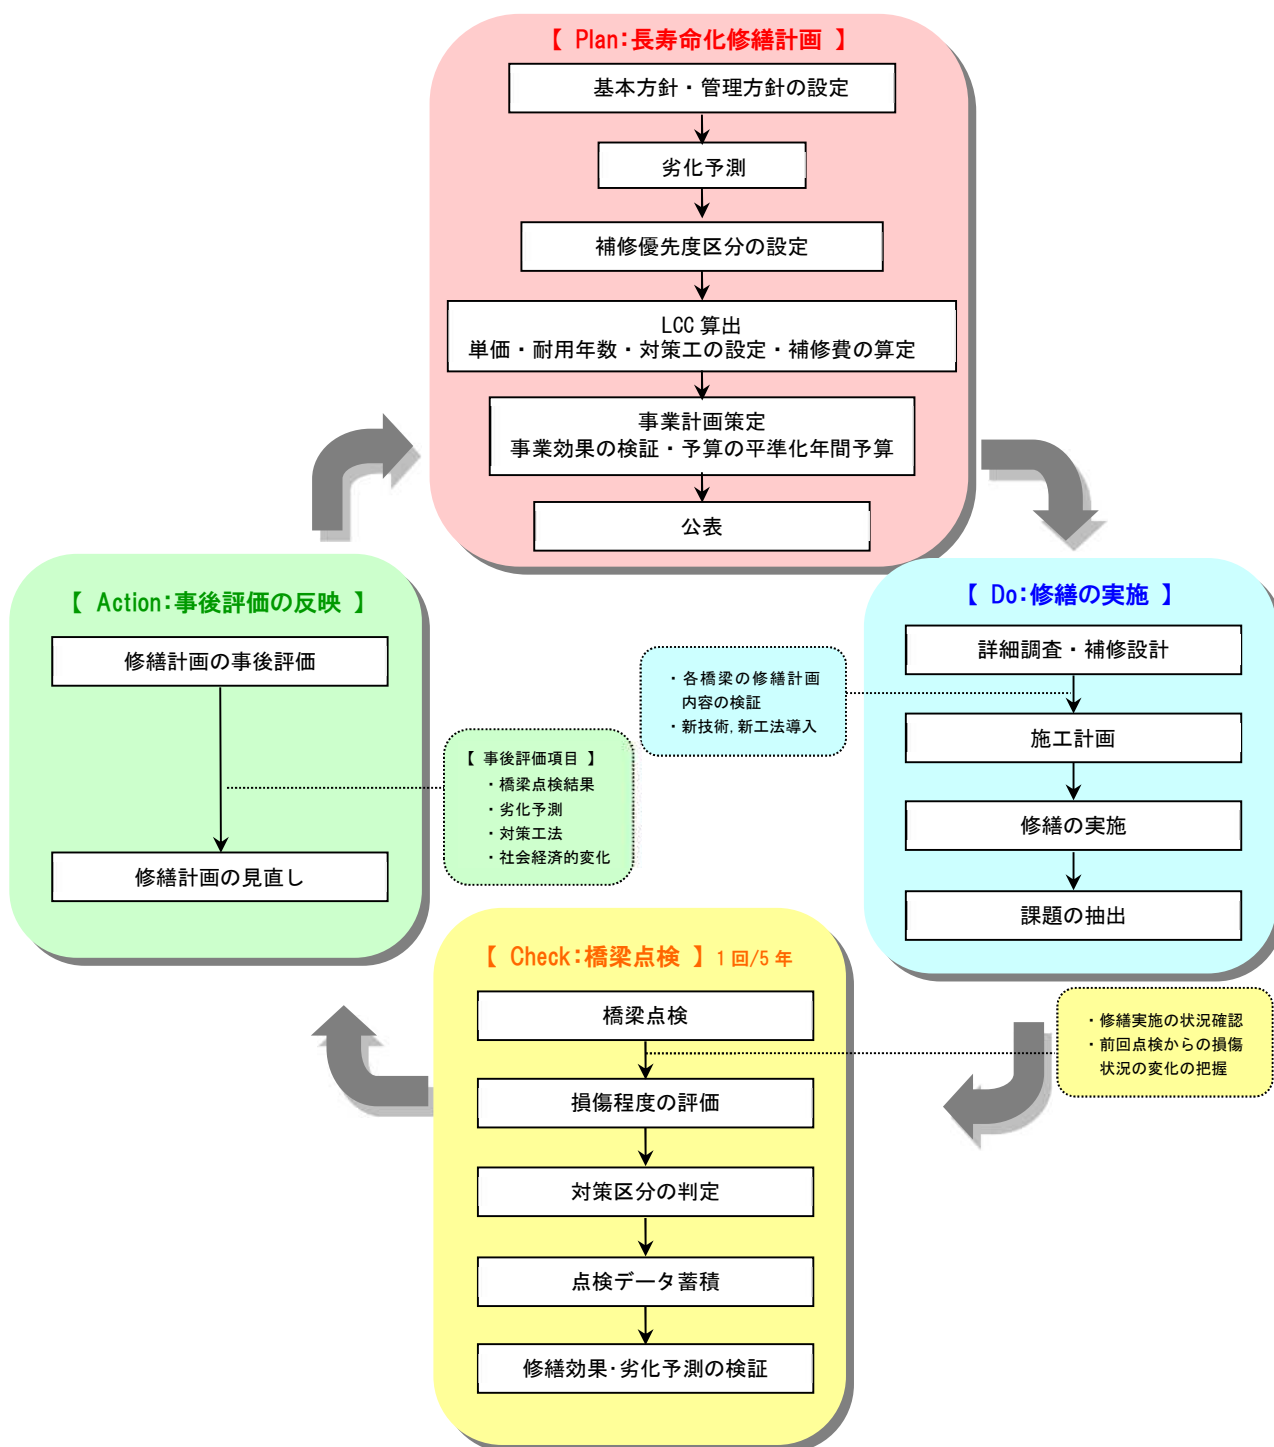 【 Plan:長寿命化修繕計画 】
基本方針・管理方針の設定
劣化予測
補修優先度区分の設定
LCC 算出
単価・耐用年数・対策工の設定・補修費の算定
事業計画策定
事業効果の検証・予算の平準化年間予算
公表
【 Do:修繕の実施 】
詳細調査・補修設計
施工計画
修繕の実施
課題の抽出
・各橋梁の修繕計画
内容の検証
・新技術,新工法導入
【 Check:橋梁点検 】1 回/5 年
橋梁点検
損傷程度の評価
対策区分の判定
点検データ蓄積
修繕効果・劣化予測の検証
・修繕実施の状況確認
・前回点検からの損傷
状況の変化の把握
【 Action:事後評価の反映 】
修繕計画の事後評価
修繕計画の見直し
【 事後評価項目 】
・橋梁点検結果
・劣化予測
・対策工法
・社会経済的変化